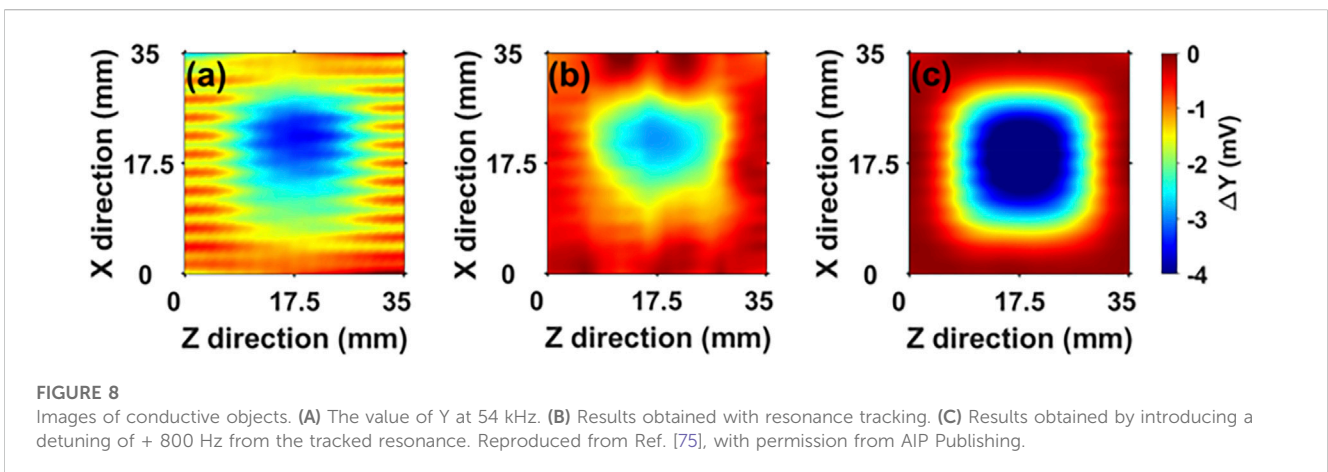 35
(a)
X direction (mm)
17.5
0
0
17.5
35
Z direction (mm)
35
(b)
X direction (mm)
17.5
0
0
17.5
35
Z direction (mm)
35
(c)
X direction (mm)
17.5
0
0
17.5
35
Z direction (mm)
0
-1
-2
-3
-4
△Y (mV)
FIGURE 8
Images of conductive objects. (A) The value of Y at 54 kHz. (B) Results obtained with resonance tracking. (C) Results obtained by introducing a
detuning of + 800 Hz from the tracked resonance. Reproduced from Ref. [75], with permission from AIP Publishing.